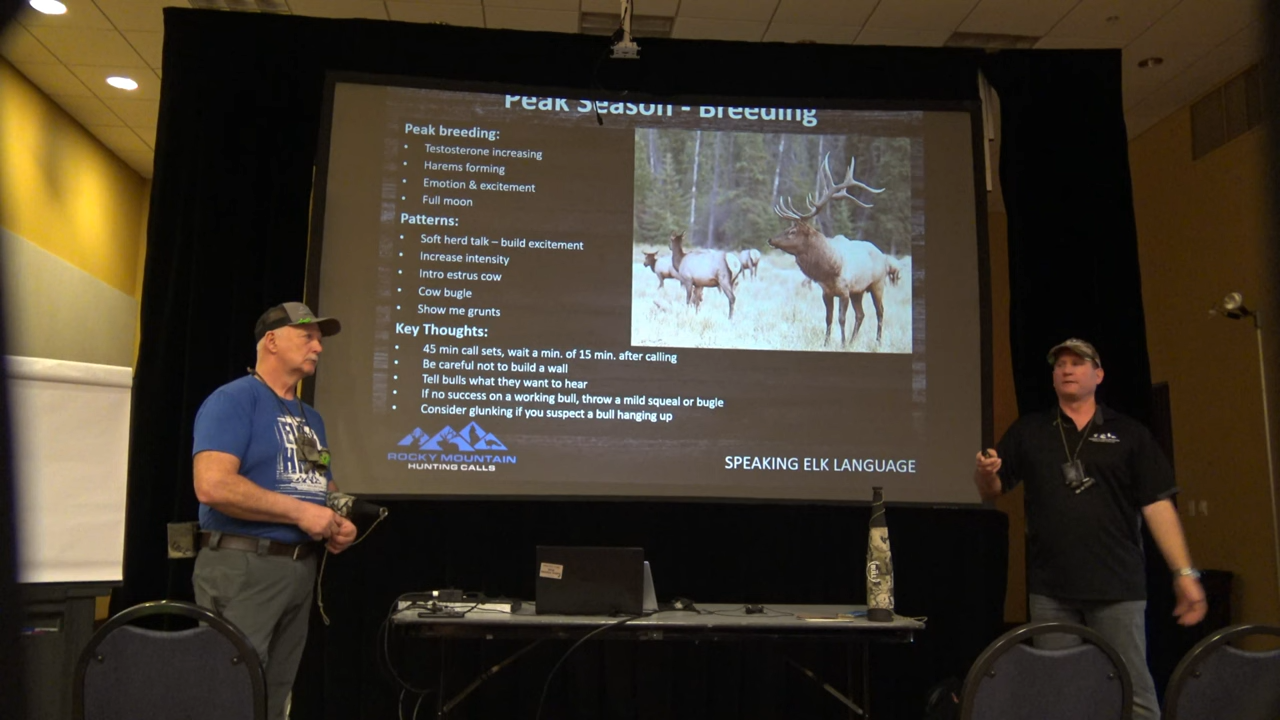 Peak Season - Breeding
Peak breeding:
• Testosterone increasing
• Harems forming
• Emotion & excitement
• Full moon
Patterns:
• Soft herd talk – build excitement
• Increase intensity
• Intro estrus cow
• Cow bugle
• Show me grunts
Key Thoughts:
• 45 min call sets, wait a min. of 15 min. after calling
• Be careful not to build a wall
• Tell bulls what they want to hear
• If no success on a working bull, throw a mild squeal or bugle
• Consider glunking if you suspect a bull hanging up
ROCKY MOUNTAIN
HUNTING CALLS
SPEAKING ELK LANGUAGE